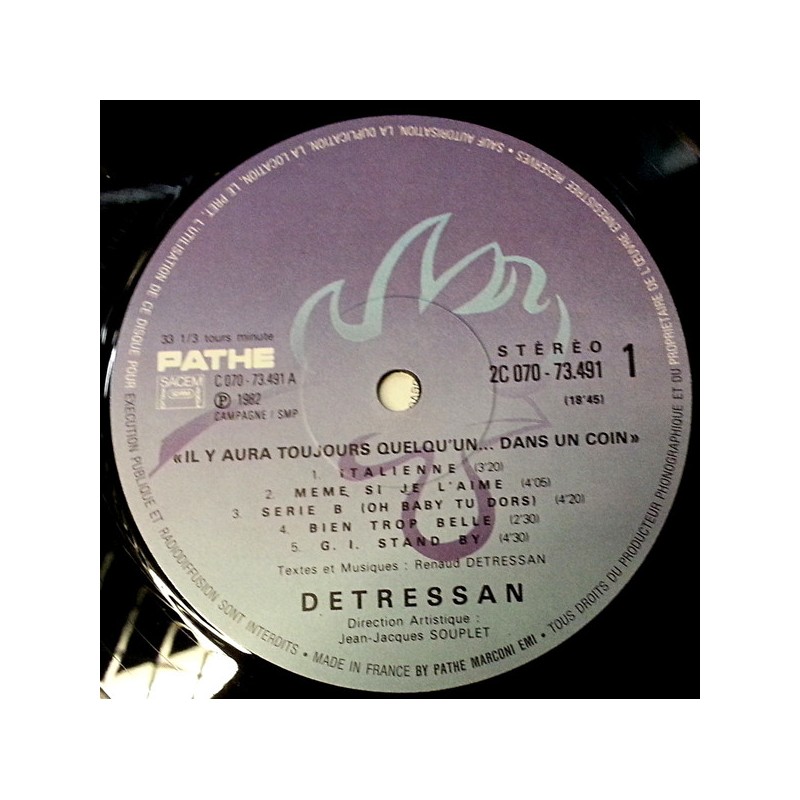 33 1/3 tours minute
PATHE
SACEM
C 070 - 73.491 A
Ⓟ 1982
CAMPAGNE / SMP
STÉRÉO
2C 070 - 73.491
1
(18'45)
«IL Y AURA TOUJOURS QUELQU'UN... DANS UN COIN»
1. ITALIENNE (3'20)
2. MEME SI JE L'AIME (4'05)
3. SERIE B (OH BABY TU DORS) (4'20)
4. BIEN TROP BELLE (2'30)
5. G. I. STAND BY (4'30)
Textes et Musiques : Renaud DETRESSAN
DETRESSAN
Direction Artistique :
Jean-Jacques SOUPLET
• MADE IN FRANCE BY PATHE MARCONI EMI • TOUS DROITS DU PRODUCTEUR PHONOGRAPHIQUE ET DU PROPRIETAIRE DE L'ŒUVRE ENREGISTREE RESERVES • SAUF AUTORISATION, LA DUPLICATION, LA LOCATION, LE PRET, L'UTILISATION DE CE DISQUE POUR EXECUTION PUBLIQUE ET RADIODIFFUSION SONT INTERDITS